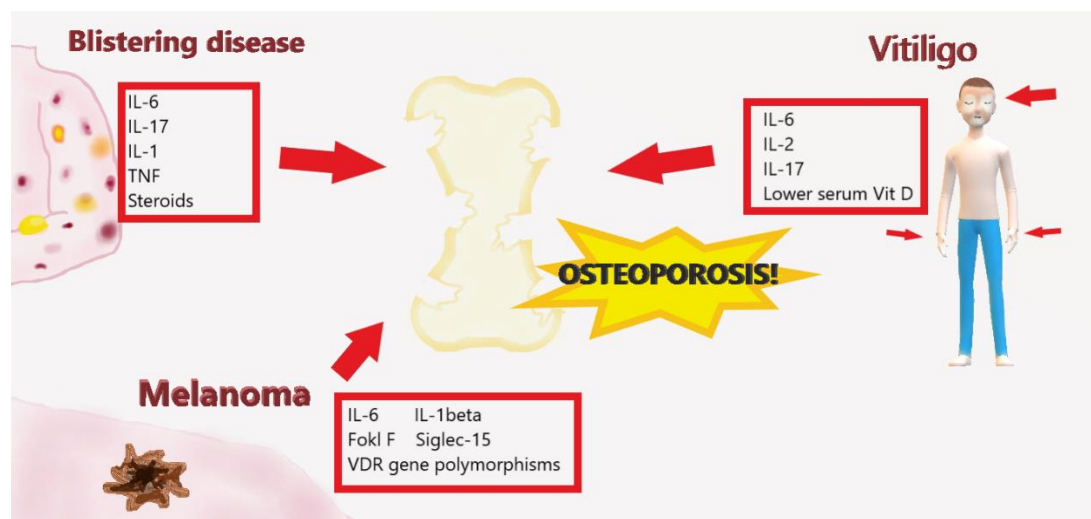 Blistering disease
IL-6
IL-17
IL-1
TNF
Steroids
Vitiligo
IL-6
IL-2
IL-17
Lower serum Vit D
OSTEOPOROSIS!
Melanoma
IL-6 IL-1beta
Fokl F Siglec-15
VDR gene polymorphisms